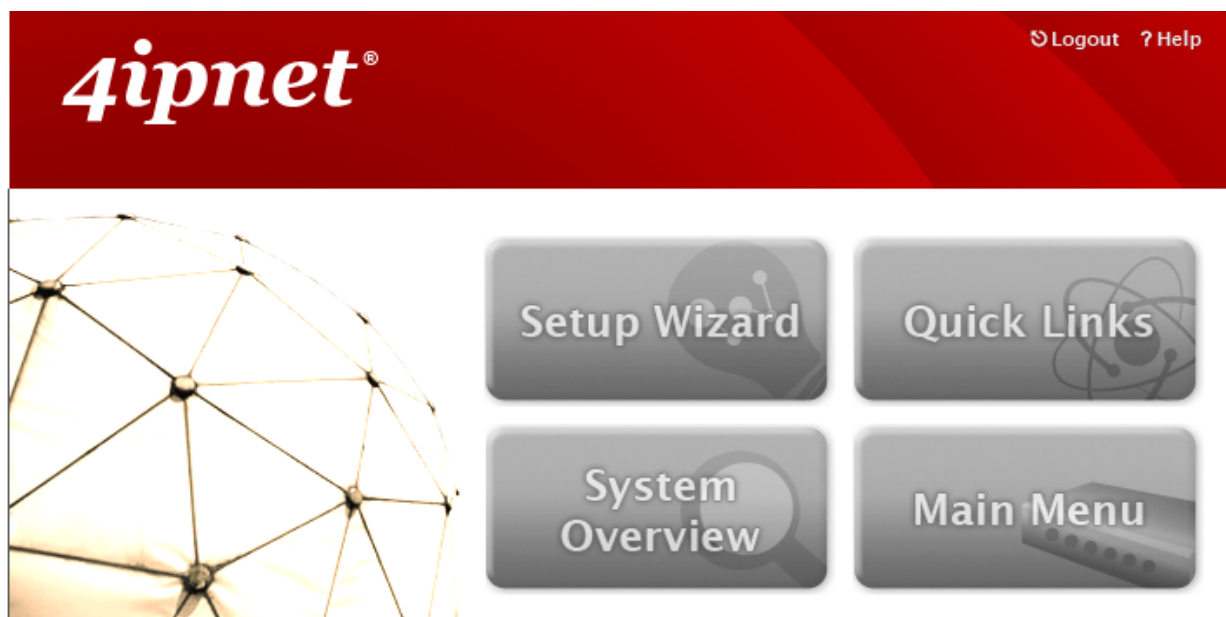 4ipnet®
Logout ? Help
Setup Wizard
Quick Links
System
Overview
Main Menu